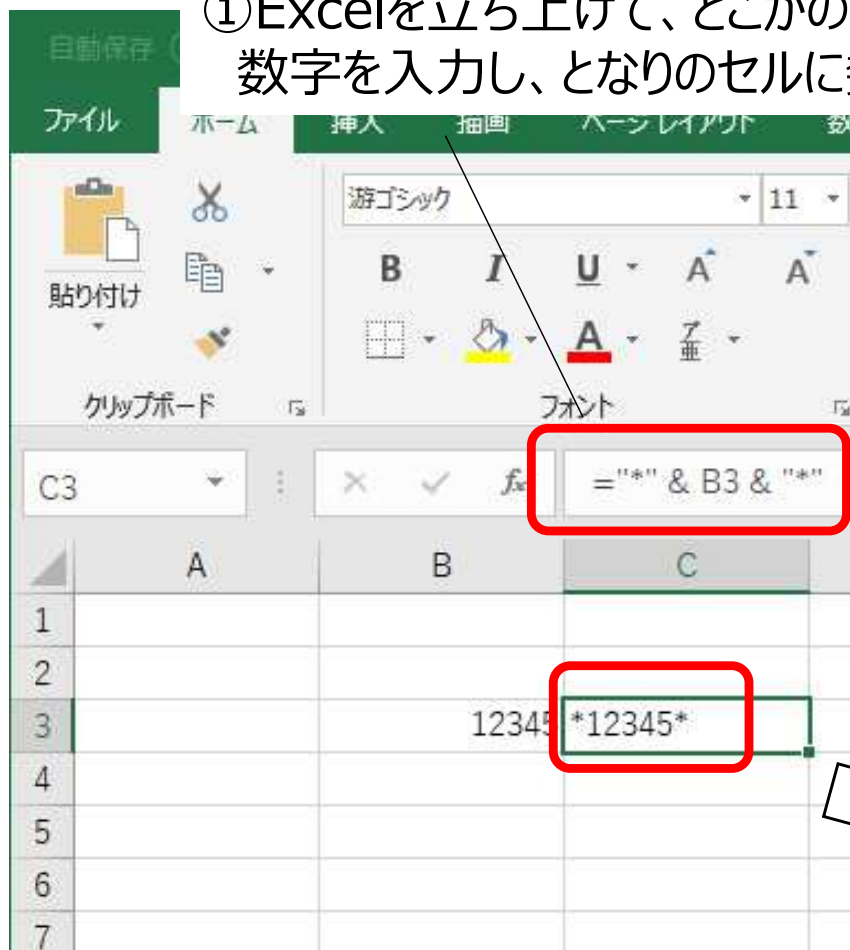 ①Excelを立ち上げて、どこかの
数字を入力し、となりのセルに
自動保存
ファイル ホーム 挿入 描画 ページ レイアウト 数
游ゴシック 11
B I U A A
貼り付け
A ア亜
クリップボード フォント
C3 fx ="*" & B3 & "*"
A B C
1
2
3 12345 *12345*
4
5
6
7